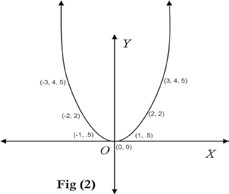 Y
(-3, 4, 5) (3, 4, 5)
(-2, 2) (2, 2)
(-1, .5) (1, .5)
O (0, 0) X
Fig (2)